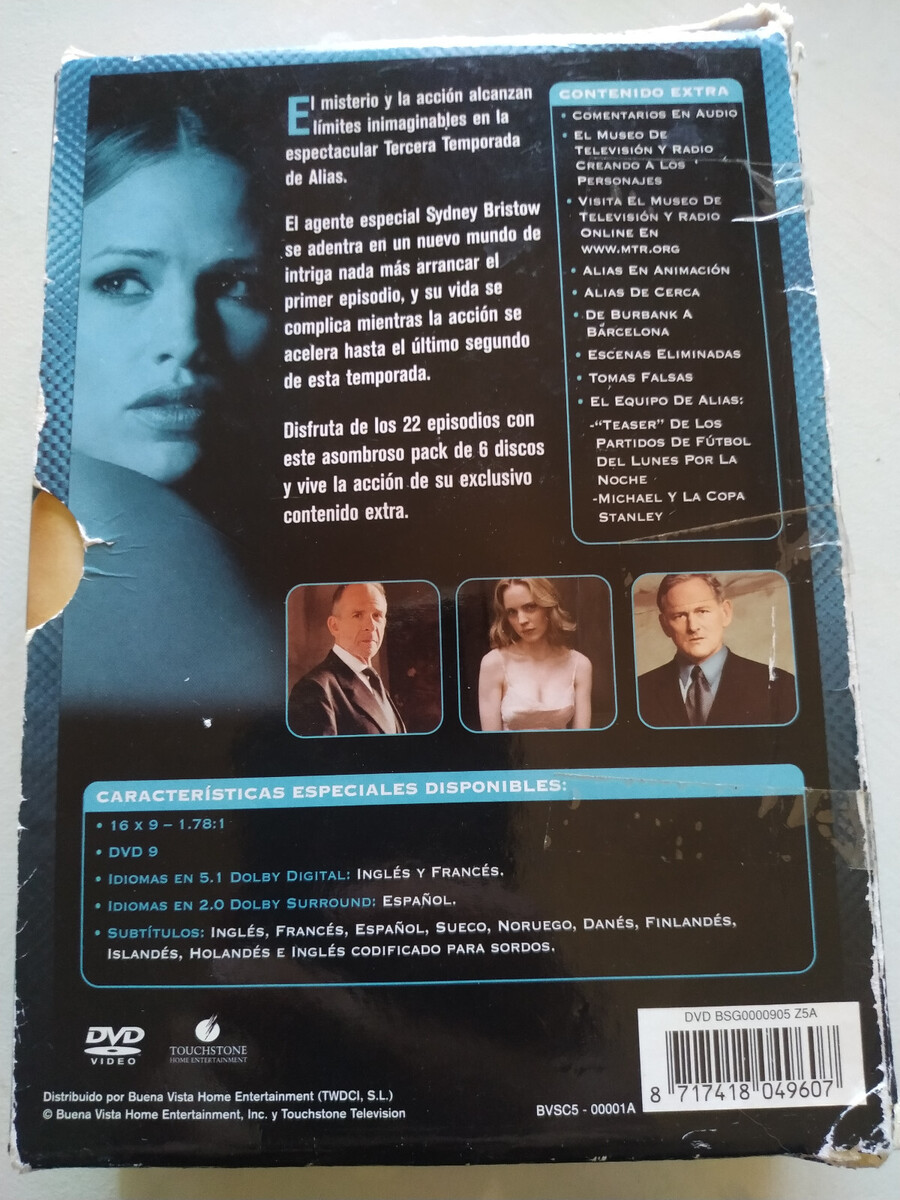 El misterio y la acción alcanzan
límites inimaginables en la
espectacular Tercera Temporada
de Alias.
El agente especial Sydney Bristow
se adentra en un nuevo mundo de
intriga nada más arrancar el
primer episodio, y su vida se
complica mientras la acción se
acelera hasta el último segundo
de esta temporada.
Disfruta de los 22 episodios con
este asombroso pack de 6 discos
y vive la acción de su exclusivo
contenido extra.
CONTENIDO EXTRA
• COMENTARIOS EN AUDIO
• EL MUSEO DE
TELEVISIÓN Y RADIO
CREANDO A LOS
PERSONAJES
• VISITA EL MUSEO DE
TELEVISIÓN Y RADIO
ONLINE EN
WWW.MTR.ORG
• ALIAS EN ANIMACIÓN
• ALIAS DE CERCA
• DE BURBANK A
BARCELONA
• ESCENAS ELIMINADAS
• TOMAS FALSAS
• EL EQUIPO DE ALIAS:
-“TEASER” DE LOS
PARTIDOS DE FÚTBOL
DEL LUNES POR LA
NOCHE
-MICHAEL Y LA COPA
STANLEY
CARACTERÍSTICAS ESPECIALES DISPONIBLES:
• 16 X 9 – 1.78:1
• DVD 9
• IDIOMAS EN 5.1 DOLBY DIGITAL: INGLÉS Y FRANCÉS.
• IDIOMAS EN 2.0 DOLBY SURROUND: ESPAÑOL.
• SUBTÍTULOS: INGLÉS, FRANCÉS, ESPAÑOL, SUECO, NORUEGO, DANÉS, FINLANDÉS,
ISLANDÉS, HOLANDÉS E INGLÉS CODIFICADO PARA SORDOS.
DVD
VIDEO
TOUCHSTONE
HOME ENTERTAINMENT
Distribuido por Buena Vista Home Entertainment (TWDCI, S.L.)
© Buena Vista Home Entertainment, Inc. y Touchstone Television
BVSC5 - 00001A
DVD BSG0000905 Z5A
8 717418 049607